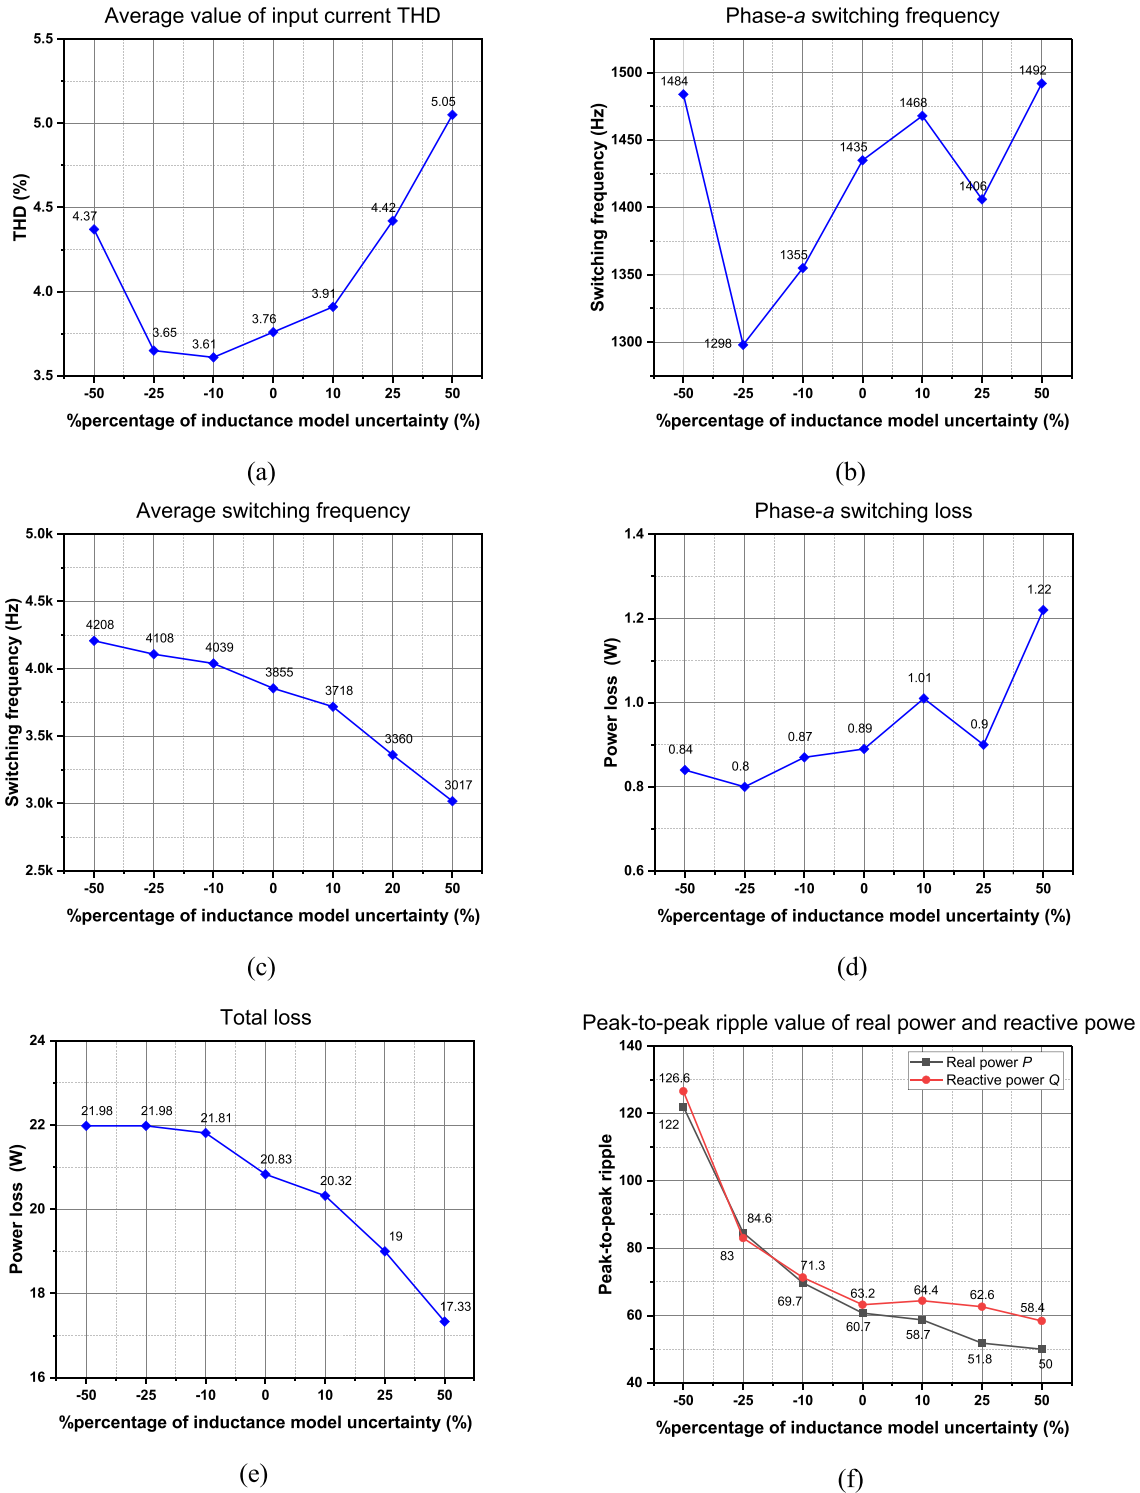 Average value of input current THD
5.5
5.0
4.5
4.0
3.5
THD (%)
4.37
3.65
3.61
3.76
3.91
4.42
5.05
-50 -25 -10 0 10 25 50
%percentage of inductance model uncertainty (%)
(a)
Phase-a switching frequency
1500
1450
1400
1350
1300
Switching frequency (Hz)
1484
1298
1355
1435
1468
1406
1492
-50 -25 -10 0 10 25 50
%percentage of inductance model uncertainty (%)
(b)
Average switching frequency
5.0k
4.5k
4.0k
3.5k
3.0k
2.5k
Switching frequency (Hz)
4208
4108
4039
3855
3718
3360
3017
-50 -25 -10 0 10 20 50
%percentage of inductance model uncertainty (%)
(c)
Phase-a switching loss
1.4
1.2
1.0
0.8
0.6
Power loss (W)
0.84
0.8
0.87
0.89
1.01
0.9
1.22
-50 -25 -10 0 10 25 50
%percentage of inductance model uncertainty (%)
(d)
Total loss
24
22
20
18
16
Power loss (W)
21.98
21.98
21.81
20.83
20.32
19
17.33
-50 -25 -10 0 10 25 50
%percentage of inductance model uncertainty (%)
(e)
Peak-to-peak ripple value of real power and reactive powe
140
120
100
80
60
40
Peak-to-peak ripple
Real power P
Reactive power Q
126.6
122
84.6
83
71.3
69.7
63.2
60.7
64.4
58.7
62.6
51.8
58.4
50
-50 -25 -10 0 10 25 50
%percentage of inductance model uncertainty (%)
(f)